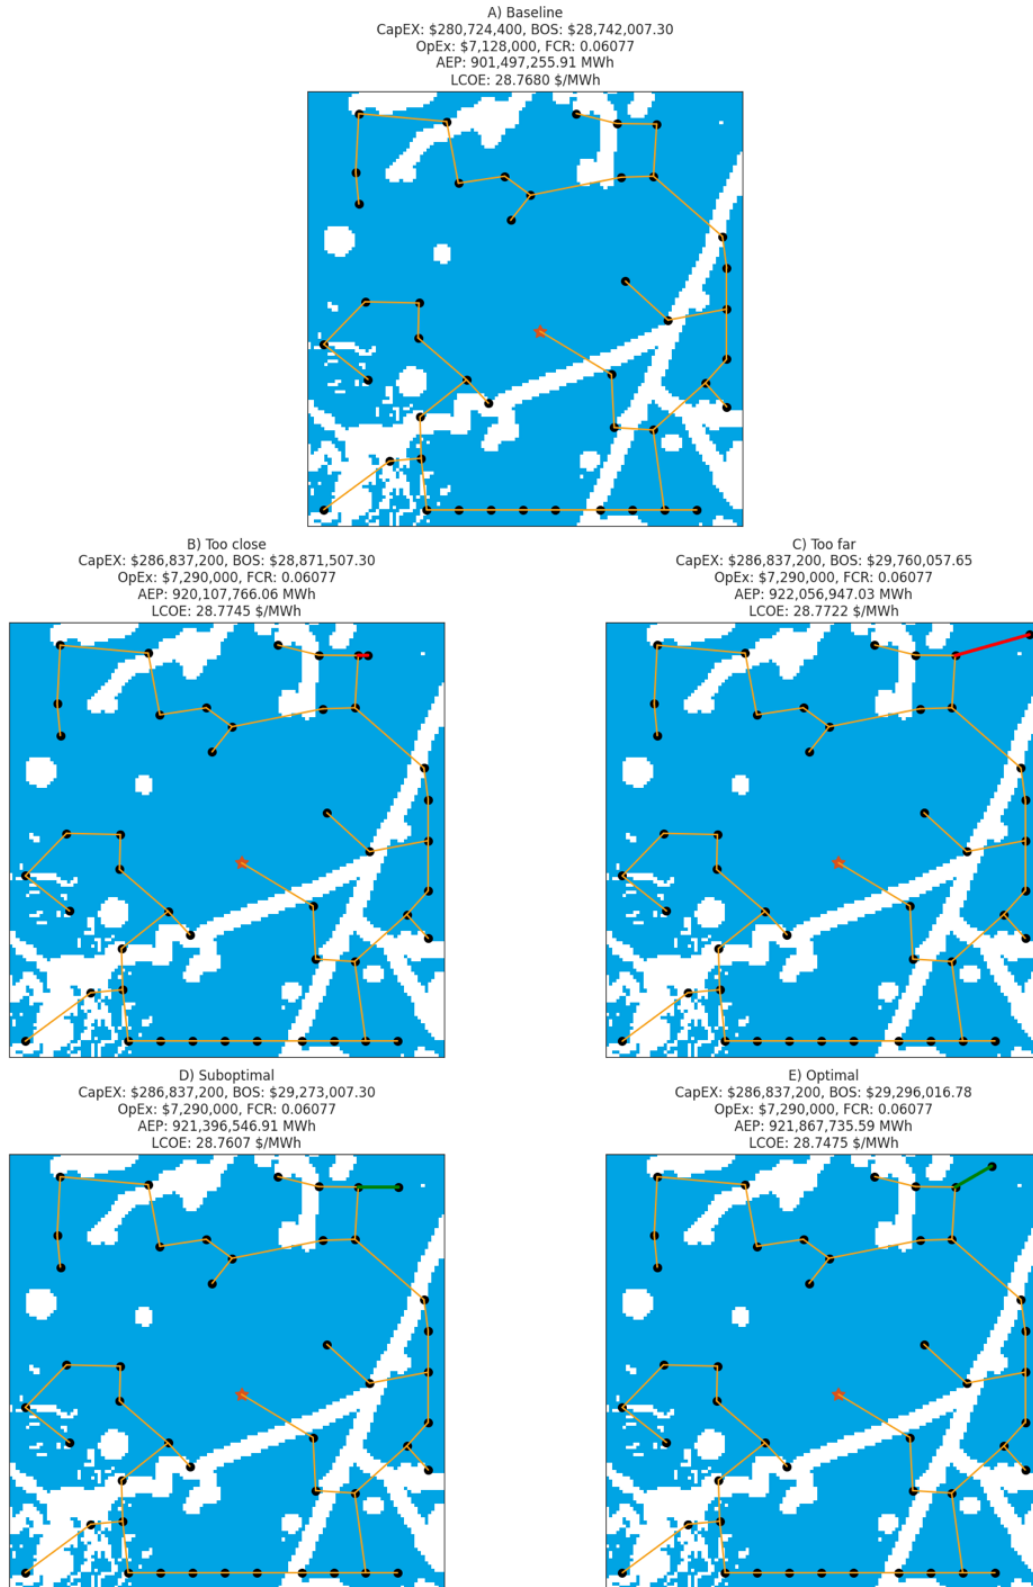 A) Baseline
CapEX: $280,724,400, BOS: $28,742,007.30
OpEx: $7,128,000, FCR: 0.06077
AEP: 901,497,255.91 MWh
LCOE: 28.7680 $/MWh
B) Too close
CapEX: $286,837,200, BOS: $28,871,507.30
OpEx: $7,290,000, FCR: 0.06077
AEP: 920,107,766.06 MWh
LCOE: 28.7745 $/MWh
C) Too far
CapEX: $286,837,200, BOS: $29,760,057.65
OpEx: $7,290,000, FCR: 0.06077
AEP: 922,056,947.03 MWh
LCOE: 28.7722 $/MWh
D) Suboptimal
CapEX: $286,837,200, BOS: $29,273,007.30
OpEx: $7,290,000, FCR: 0.06077
AEP: 921,396,546.91 MWh
LCOE: 28.7607 $/MWh
E) Optimal
CapEX: $286,837,200, BOS: $29,296,016.78
OpEx: $7,290,000, FCR: 0.06077
AEP: 921,867,735.59 MWh
LCOE: 28.7475 $/MWh